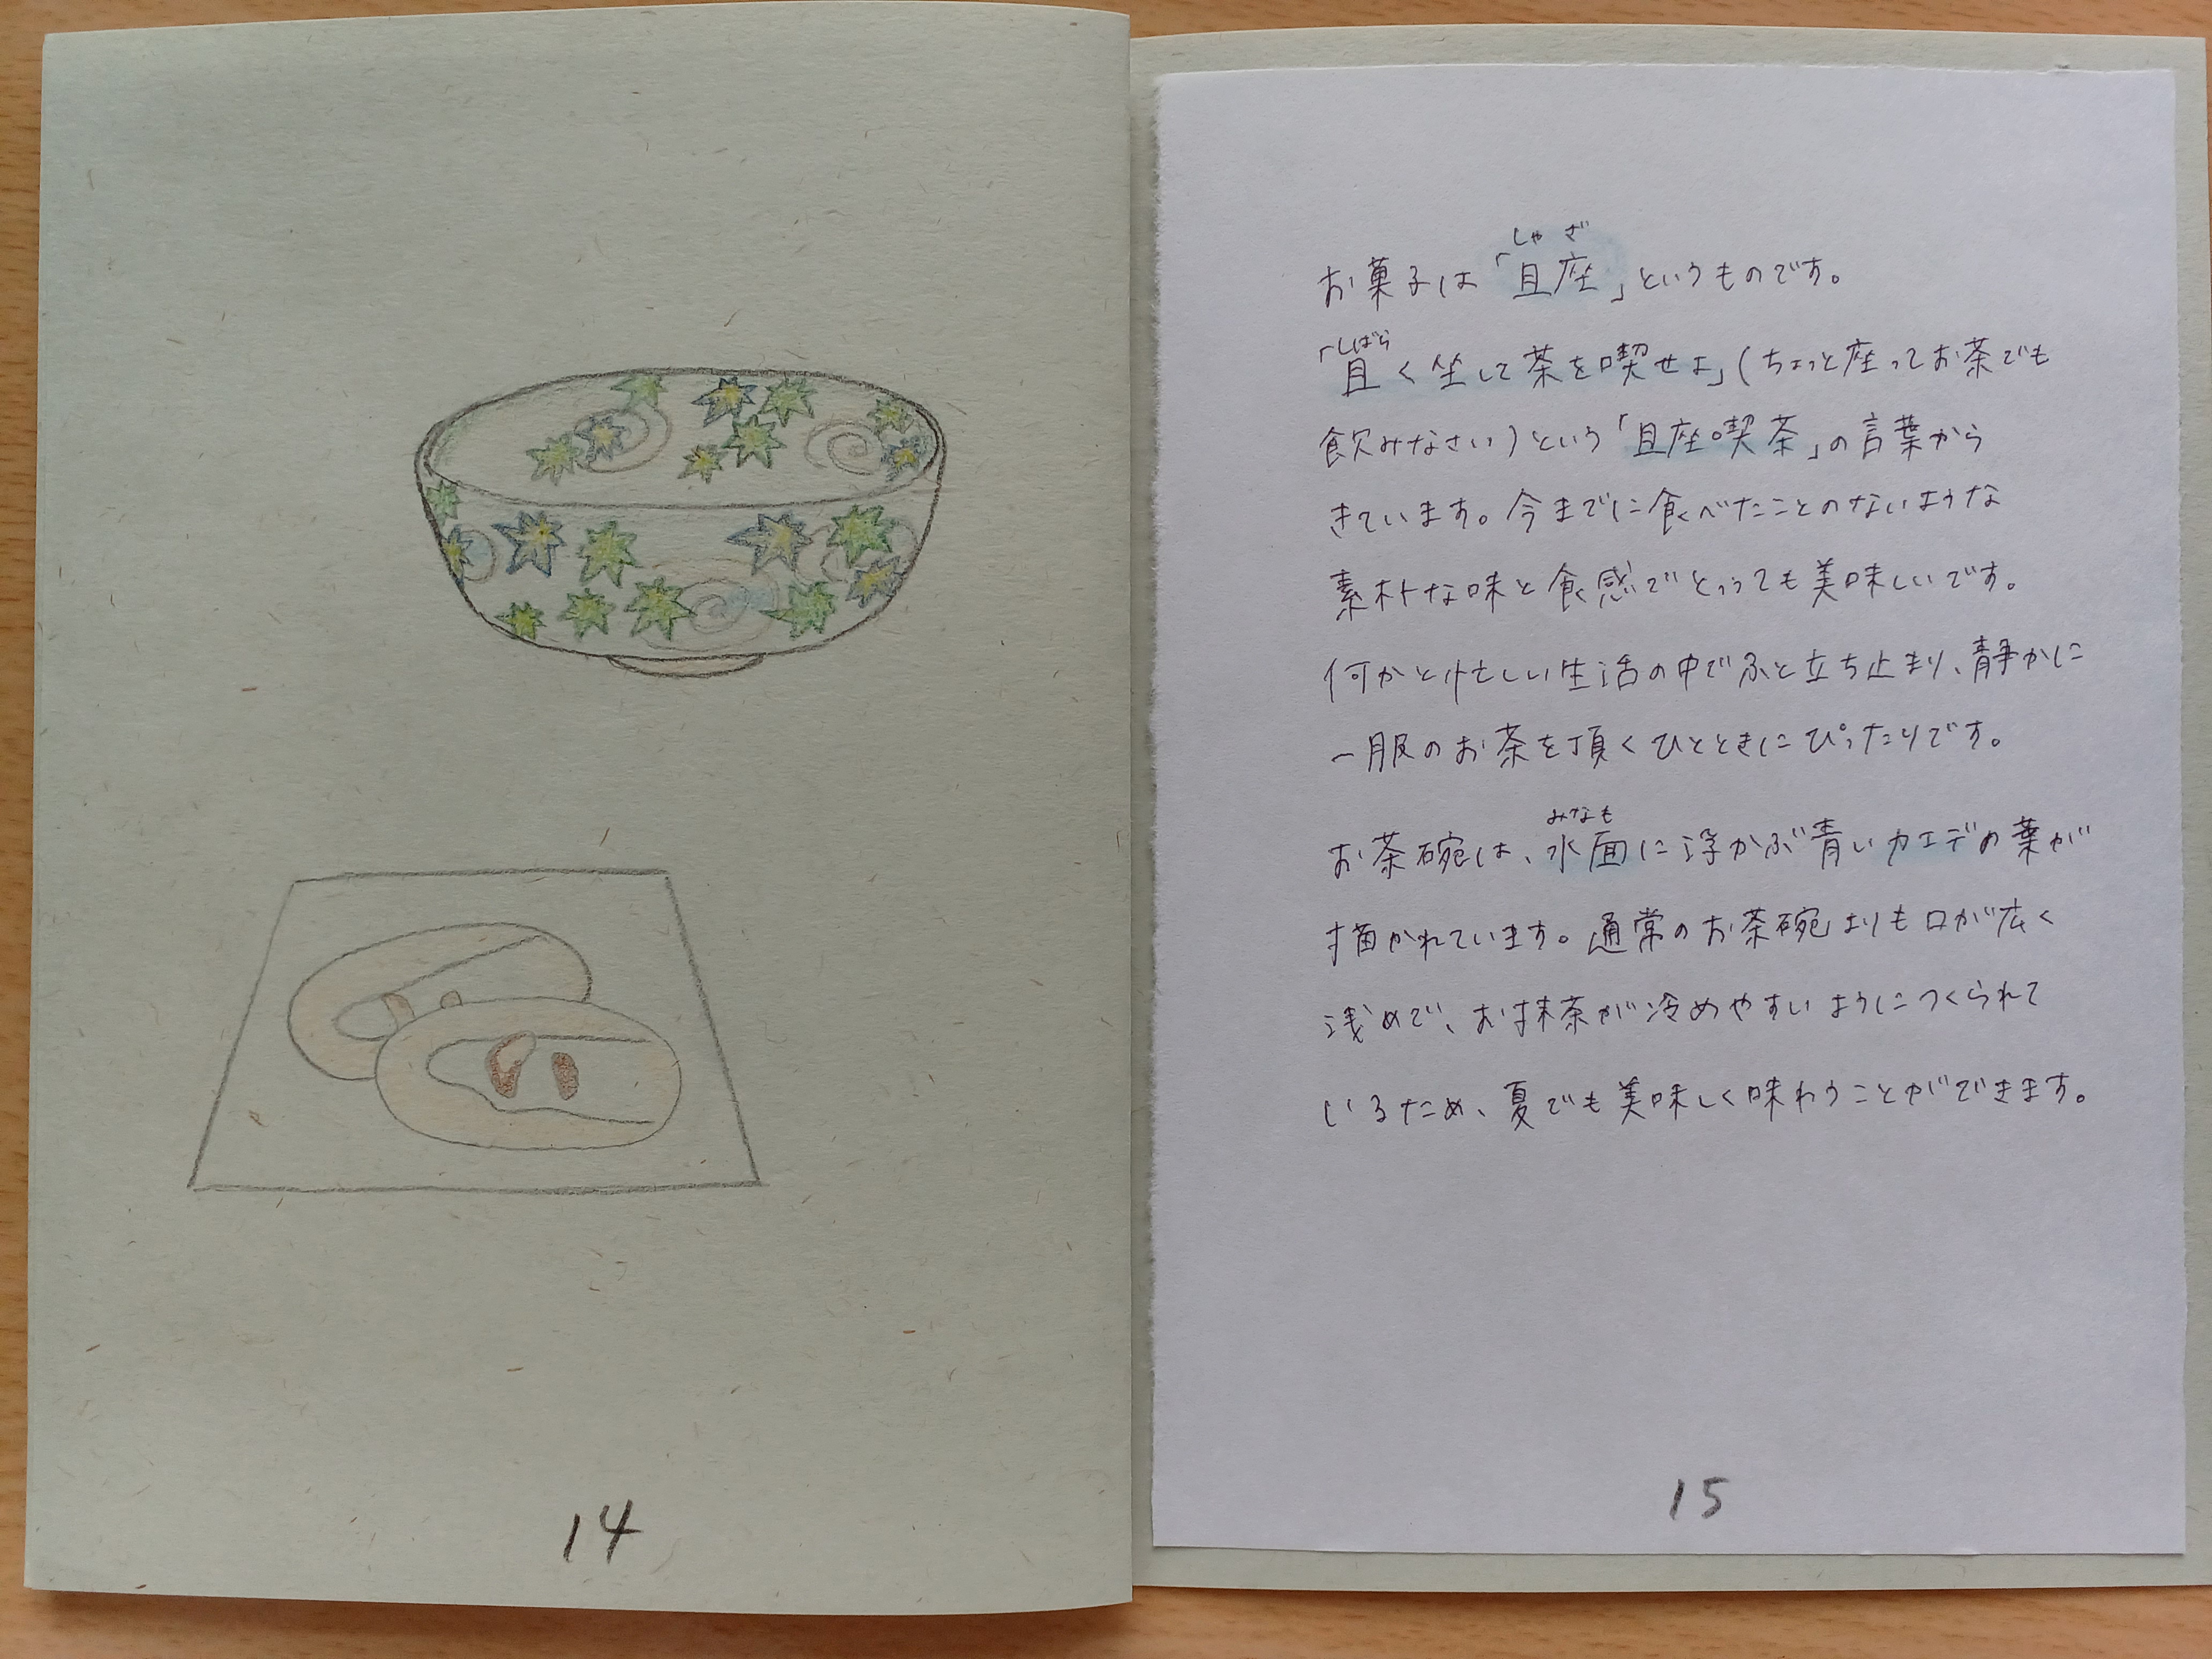 14
しゃ ざ
お菓子は「且座」というものです。
しばら
「且く坐して茶を喫せよ」(ちょっと座ってお茶でも
飲みなさい)という「且座喫茶」の言葉から
きています。今までに食べたことのないような
素朴な味と食感でとっっても美味しいです。
何かと忙しい生活の中でふと立ち止まり、静かに
一服のお茶を頂くひとときにぴったりです。
みなも
お茶碗は、水面に浮かぶ青いカエデの葉が
描かれています。通常のお茶碗よりも口が広く
浅めで、お抹茶が冷めやすいようにつくられて
いるため、夏でも美味しく味わうことができます。
15